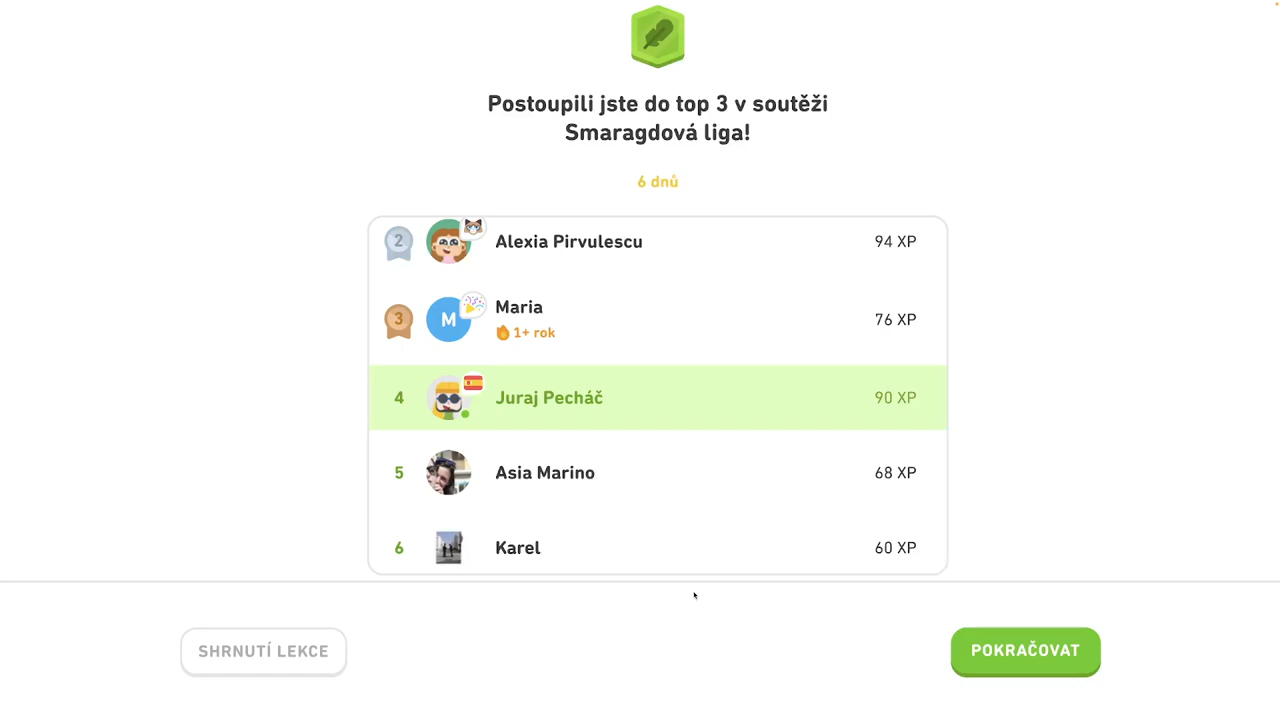 Postoupili jste do top 3 v soutěži
Smaragdová liga!
6 dnů
2 Alexia Pirvulescu 94 XP
3 M Maria 76 XP
1+ rok
4 Juraj Pecháč 90 XP
5 Asia Marino 68 XP
6 Karel 60 XP
SHRNUTÍ LEKCE POKRAČOVAT